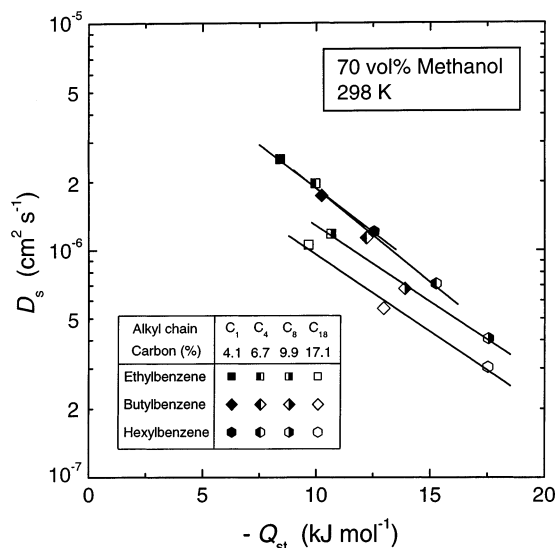 10⁻⁵
5
2
10⁻⁶
5
2
10⁻⁷
Dₛ (cm² s⁻¹)
70 vol% Methanol
298 K
Alkyl chain C₁ C₄ C₈ C₁₈
Carbon (%) 4.1 6.7 9.9 17.1
Ethylbenzene
Butylbenzene
Hexylbenzene
0 5 10 15 20
- Qst (kJ mol⁻¹)